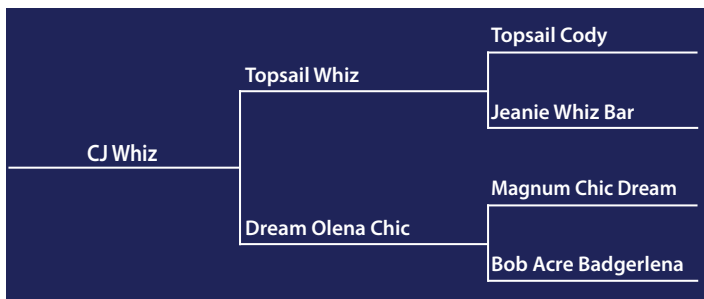 Topsail Cody
Topsail Whiz
Jeanie Whiz Bar
CJ Whiz
Magnum Chic Dream
Dream Olena Chic
Bob Acre Badgerlena